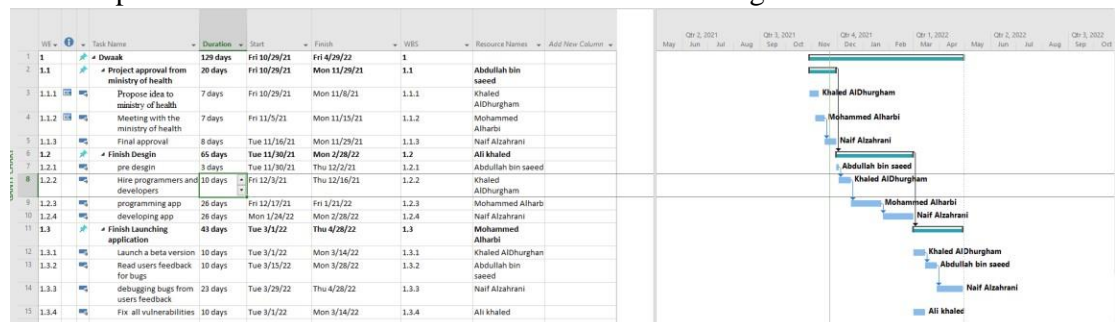 WE Task Name Duration Start Finish WBS Resource Names Add New Column
Qtr 2, 2021 Qtr 3, 2021 Qtr 4, 2021 Qtr 1, 2022 Qtr 2, 2022 Qtr 3, 2022
May Jun Jul Aug Sep Oct Nov Dec Jan Feb Mar Apr May Jun Jul Aug Sep Oct
1 1 Dwaak 129 days Fri 10/29/21 Fri 4/29/22 1
2 1.1 Project approval from 20 days Fri 10/29/21 Mon 11/29/21 1.1 Abdullah bin
ministry of health saeed
3 1.1.1 Propose idea to 7 days Fri 10/29/21 Mon 11/8/21 1.1.1 Khaled Khaled AlDhurgham
ministry of health AlDhurgham
4 1.1.2 Meeting with the 7 days Fri 11/5/21 Mon 11/15/21 1.1.2 Mohammed Mohammed Alharbi
ministry of health Alharbi
5 1.1.3 Final approval 8 days Tue 11/16/21 Mon 11/29/21 1.1.3 Naif Alzahrani Naif Alzahrani
6 1.2 Finish Desgin 65 days Tue 11/30/21 Mon 2/28/22 1.2 Ali khaled
7 1.2.1 pre desgin 3 days Tue 11/30/21 Thu 12/2/21 1.2.1 Abdullah bin saeed Abdullah bin saeed
8 1.2.2 Hire programmers and 10 days Fri 12/3/21 Thu 12/16/21 1.2.2 Khaled Khaled AlDhurgham
developers AlDhurgham
9 1.2.3 programming app 26 days Fri 12/17/21 Fri 1/21/22 1.2.3 Mohammed Alharb Mohammed Alharbi
10 1.2.4 developing app 26 days Mon 1/24/22 Mon 2/28/22 1.2.4 Naif Alzahrani Naif Alzahrani
11 1.3 Finish Launching 43 days Tue 3/1/22 Thu 4/28/22 1.3 Mohammed
application Alharbi
12 1.3.1 Launch a beta version 10 days Tue 3/1/22 Mon 3/14/22 1.3.1 Khaled AlDhurghan Khaled AlDhurgham
13 1.3.2 Read users feedback 10 days Tue 3/15/22 Mon 3/28/22 1.3.2 Abdullah bin Abdullah bin saeed
for bugs saeed
14 1.3.3 debugging bugs from 23 days Tue 3/29/22 Thu 4/28/22 1.3.3 Naif Alzahrani Naif Alzahrani
users feedback
15 1.3.4 Fix all vulnerabilities 10 days Tue 3/1/22 Mon 3/14/22 1.3.4 Ali khaled Ali khaled